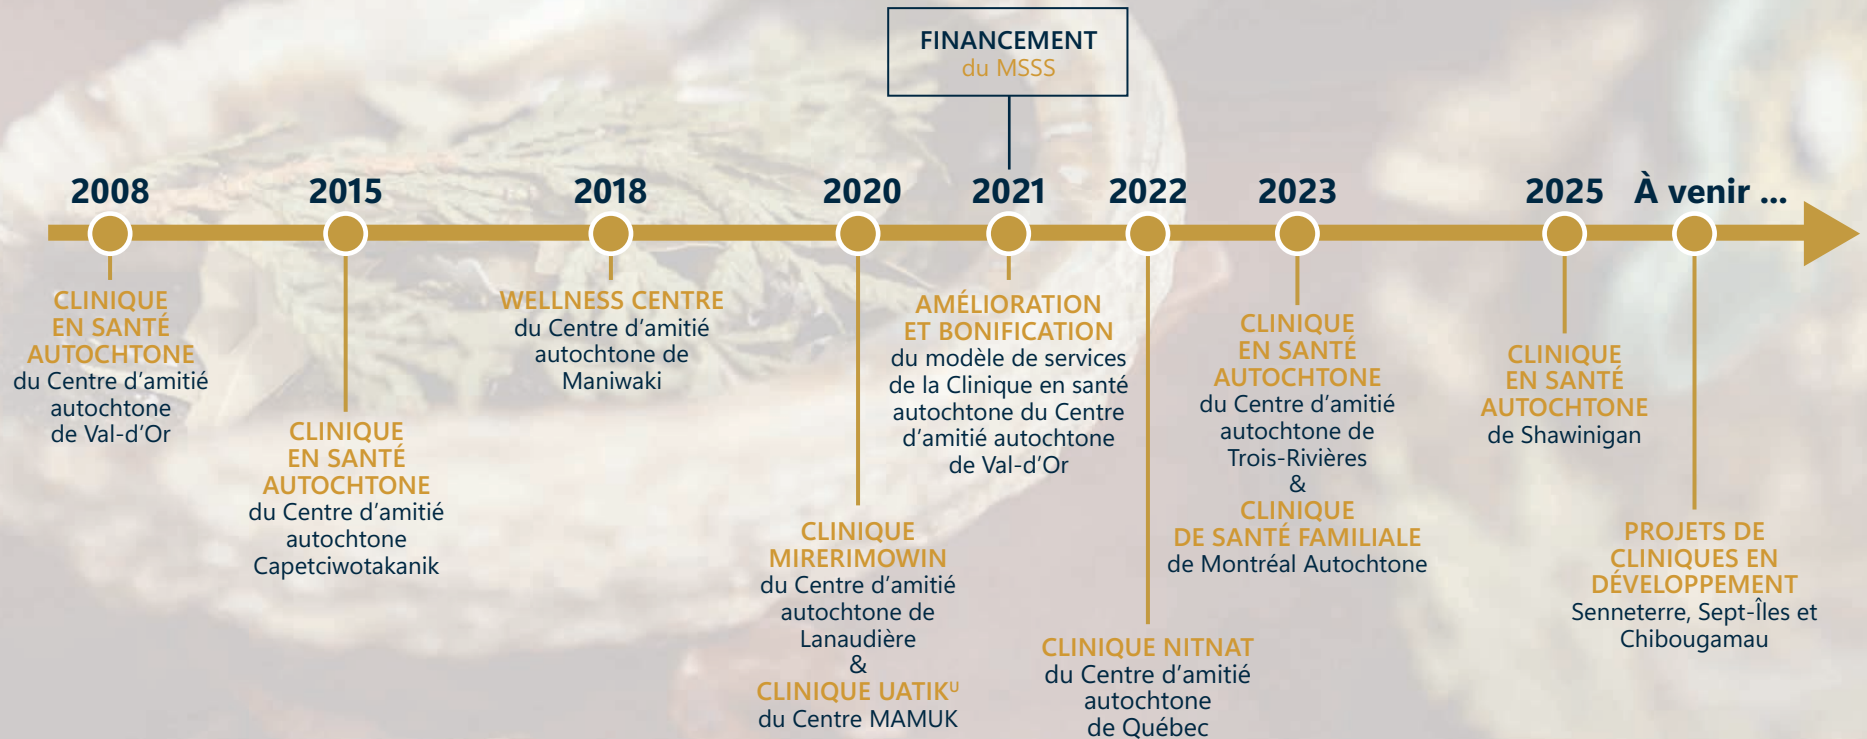 FINANCEMENT
du MSSS
2008
CLINIQUE
EN SANTÉ
AUTOCHTONE
du Centre d'amitié
autochtone
de Val-d'Or
2015
CLINIQUE
EN SANTÉ
AUTOCHTONE
du Centre d'amitié
autochtone
Capetciwotakanik
2018
WELLNESS CENTRE
du Centre d'amitié
autochtone de
Maniwaki
2020
CLINIQUE
MIRERIMOWIN
du Centre d'amitié
autochtone de
Lanaudière
&
CLINIQUE UATIKᵁ
du Centre MAMUK
2021
AMÉLIORATION
ET BONIFICATION
du modèle de services
de la Clinique en santé
autochtone du Centre
d'amitié autochtone
de Val-d'Or
2022
CLINIQUE NITNAT
du Centre d'amitié
autochtone
de Québec
2023
CLINIQUE
EN SANTÉ
AUTOCHTONE
du Centre d'amitié
autochtone de
Trois-Rivières
&
CLINIQUE
DE SANTÉ FAMILIALE
de Montréal Autochtone
2025
CLINIQUE
EN SANTÉ
AUTOCHTONE
de Shawinigan
À venir ...
PROJETS DE
CLINIQUES EN
DÉVELOPPEMENT
Senneterre, Sept-Îles et
Chibougamau